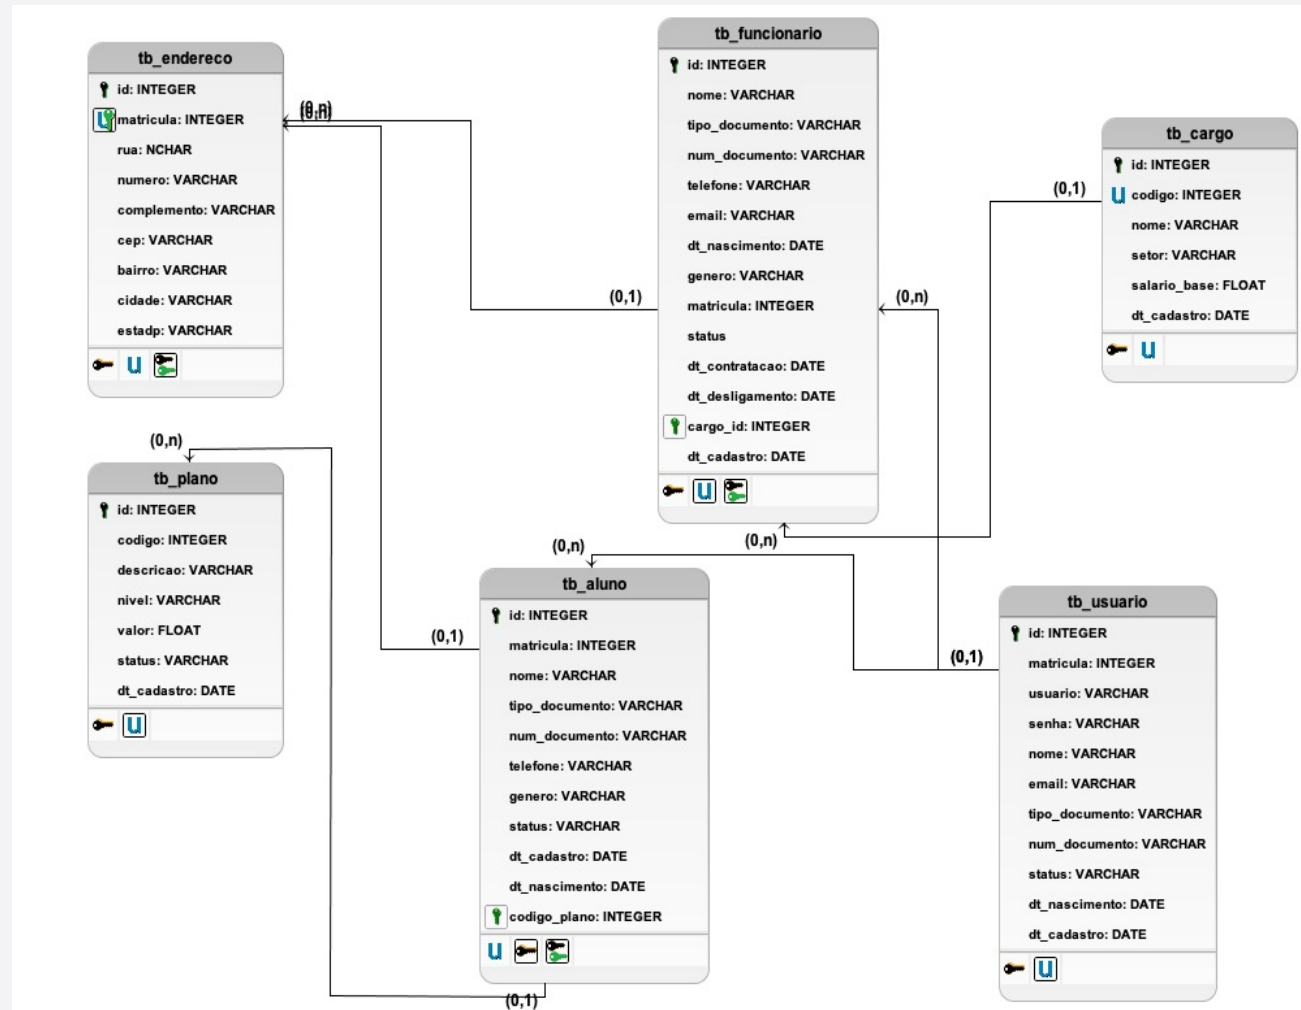 tb_endereco
id: INTEGER
matricula: INTEGER
rua: NCHAR
numero: VARCHAR
complemento: VARCHAR
cep: VARCHAR
bairro: VARCHAR
cidade: VARCHAR
estadp: VARCHAR
U
(0,n)
(0,n)
tb_funcionario
id: INTEGER
nome: VARCHAR
tipo_documento: VARCHAR
num_documento: VARCHAR
telefone: VARCHAR
email: VARCHAR
dt_nascimento: DATE
genero: VARCHAR
matricula: INTEGER
status
dt_contratacao: DATE
dt_desligamento: DATE
cargo_id: INTEGER
dt_cadastro: DATE
U
(0,1)
(0,n)
(0,1)
tb_cargo
id: INTEGER
U codigo: INTEGER
nome: VARCHAR
setor: VARCHAR
salario_base: FLOAT
dt_cadastro: DATE
U
(0,n)
tb_plano
id: INTEGER
codigo: INTEGER
descricao: VARCHAR
nivel: VARCHAR
valor: FLOAT
status: VARCHAR
dt_cadastro: DATE
U
(0,n)
(0,n)
(0,1)
tb_aluno
id: INTEGER
matricula: INTEGER
nome: VARCHAR
tipo_documento: VARCHAR
num_documento: VARCHAR
telefone: VARCHAR
genero: VARCHAR
status: VARCHAR
dt_cadastro: DATE
dt_nascimento: DATE
codigo_plano: INTEGER
U
(0,1)
(0,1)
tb_usuario
id: INTEGER
matricula: INTEGER
usuario: VARCHAR
senha: VARCHAR
nome: VARCHAR
email: VARCHAR
tipo_documento: VARCHAR
num_documento: VARCHAR
status: VARCHAR
dt_nascimento: DATE
dt_cadastro: DATE
U